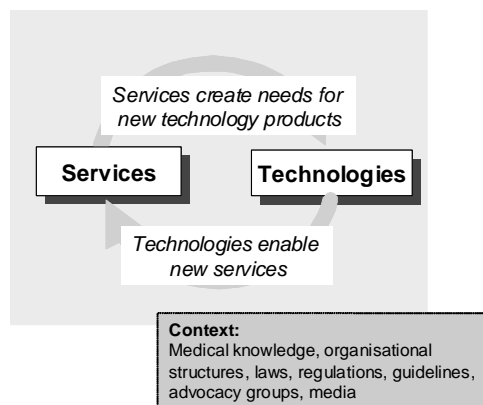 Services create needs for
new technology products
Services
Technologies
Technologies enable
new services
Context:
Medical knowledge, organisational
structures, laws, regulations, guidelines,
advocacy groups, media